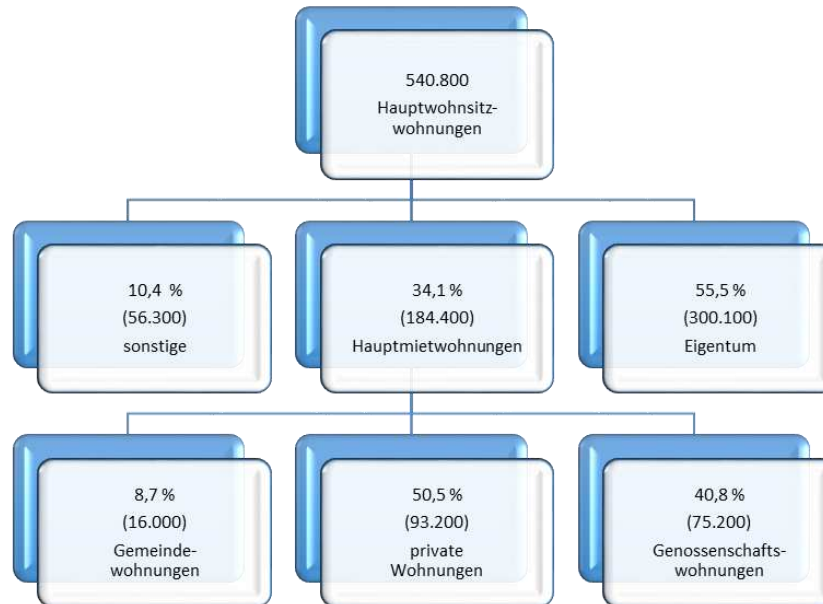 540.800
Hauptwohnsitz-
wohnungen
10,4 %
(56.300)
sonstige
34,1 %
(184.400)
Hauptmietwohnungen
55,5 %
(300.100)
Eigentum
8,7 %
(16.000)
Gemeinde-
wohnungen
50,5 %
(93.200)
private
Wohnungen
40,8 %
(75.200)
Genossenschafts-
wohnungen